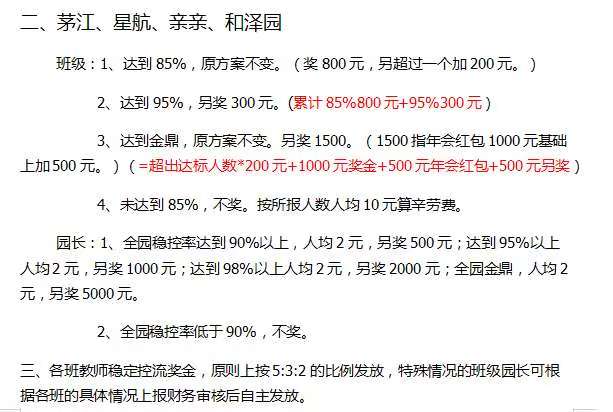 二、茅江、星航、亲亲、和泽园
班级：1、达到 85%，原方案不变。（ 奖 800 元，另超过一个加 200 元。）
2、达到 95%，另奖 300 元。(累计 85%800 元+95%300 元 )
3、达到金鼎，原方案不变。另奖 1500。（ 1500 指年会红包 1000 元基础
上加 500 元。）（ =超出达标人数*200 元+1000 元奖金+500 元年会红包+500 元另奖 ）
4、未达到 85%，不奖。按所报人数人均 10 元算辛劳费。
园长：1、全园稳控率达到 90%以上，人均 2 元，另奖 500 元；达到 95%以上
人均 2 元，另奖 1000 元；达到 98%以上人均 2 元，另奖 2000 元；全园金鼎，人均 2
元，另奖 5000 元。
2、全园稳控率低于 90%，不奖。
三、各班教师稳定控流奖金，原则上按 5:3:2 的比例发放，特殊情况的班级园长可根
据各班的具体情况上报财务审核后自主发放。